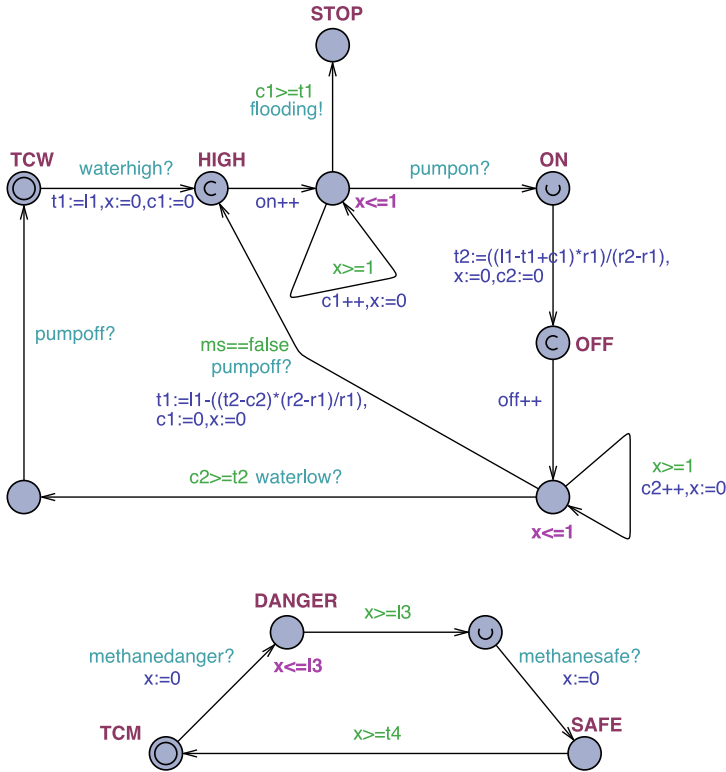 STOP
c1>=t1
flooding!
TCW
waterhigh?
HIGH
pumpon?
ON
t1:=l1,x:=0,c1:=0
C
on++
x<=1
U
x>=1
c1++,x:=0
t2:=((l1-t1+c1)*r1)/(r2-r1),
x:=0,c2:=0
pumpoff?
ms==false
pumpoff?
C
OFF
t1:=l1-((t2-c2)*(r2-r1)/r1),
c1:=0,x:=0
off++
c2>=t2 waterlow?
x>=1
c2++,x:=0
x<=1
DANGER
x>=l3
U
methanedanger?
x:=0
x<=l3
methanesafe?
x:=0
TCM
x>=t4
SAFE